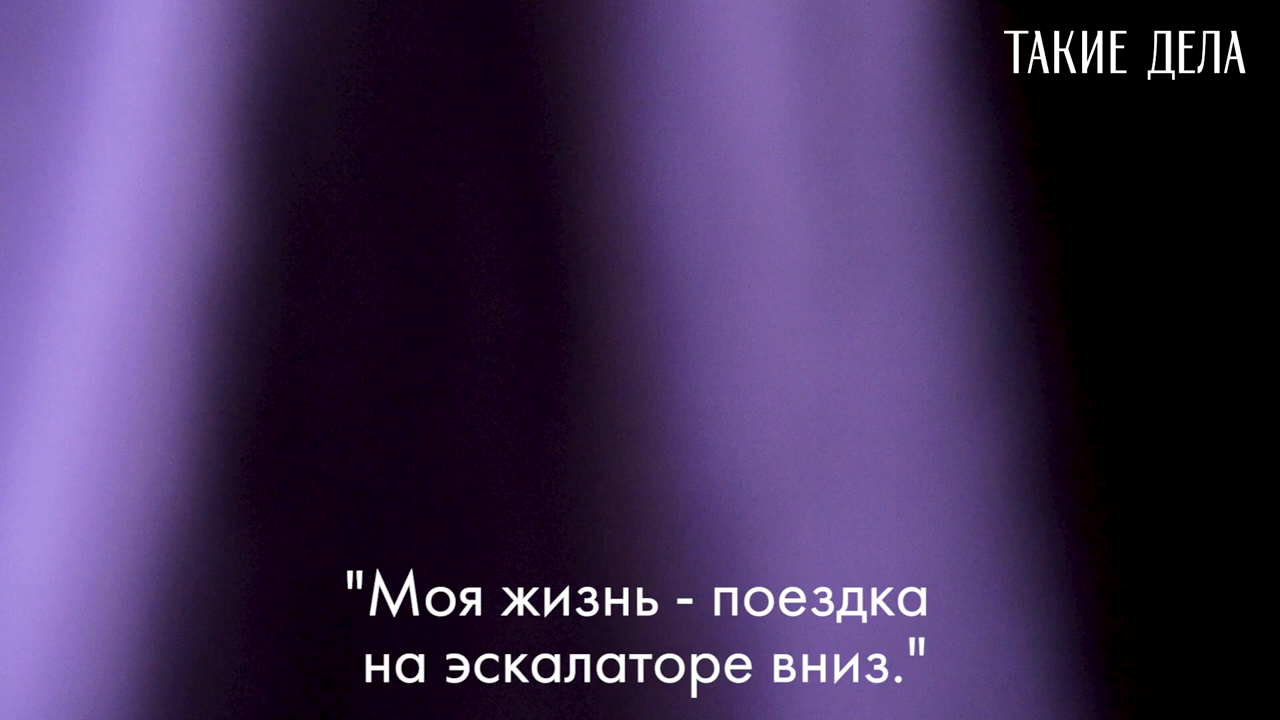 ТАКИЕ ДЕЛА
"Моя жизнь - поездка
на эскалаторе вниз."